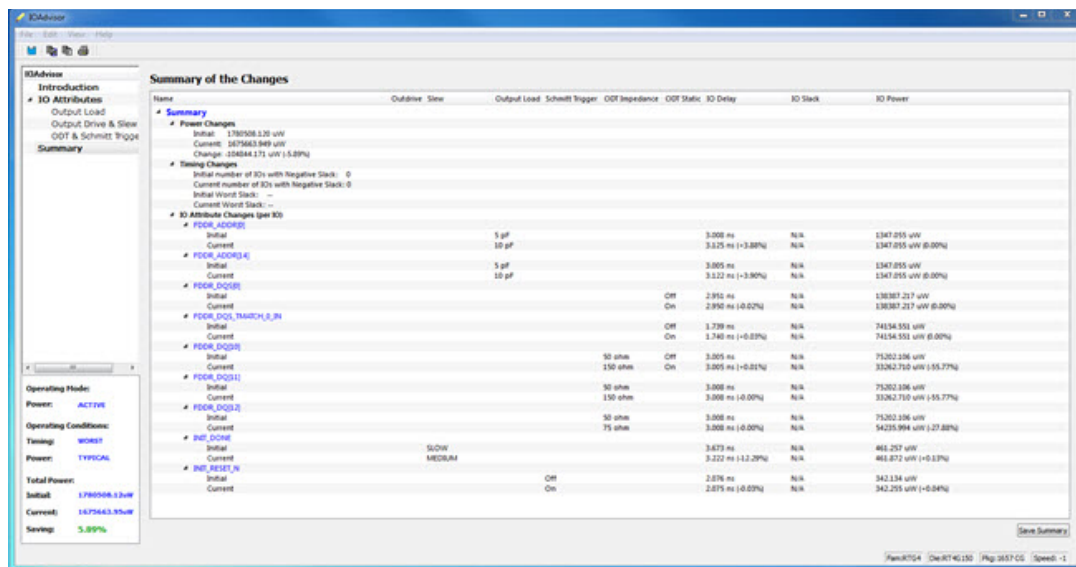 IOAdvisor
File Edit View Help
IOAdvisor
Introduction
IO Attributes
Output Load
Output Drive & Slew
ODT & Schmitt Trigge
Summary
Operating Mode:
Power: ACTIVE
Operating Conditions:
Timing: WORST
Power: TYPICAL
Total Power:
Initial: 1780508.12uW
Current: 1675663.95uW
Saving: 5.89%
Summary of the Changes
Name Outdrive Slew Output Load Schmitt Trigger ODT Impedance ODT Static IO Delay IO Slack IO Power
Summary
Power Changes
Initial: 1780508.120 uW
Current: 1675663.949 uW
Change: -104844.171 uW (-5.89%)
Timing Changes
Initial number of IOs with Negative Slack: 0
Current number of IOs with Negative Slack: 0
Initial Worst Slack: --
Current Worst Slack: --
IO Attribute Changes (per IO)
FDDR_ADDR[0]
Initial 5 pF 3.008 ns N/A 1347.055 uW
Current 10 pF 3.125 ns (+3.88%) N/A 1347.055 uW (0.00%)
FDDR_ADDR[14]
Initial 5 pF 3.005 ns N/A 1347.055 uW
Current 10 pF 3.122 ns (+3.90%) N/A 1347.055 uW (0.00%)
FDDR_DQS[0]
Initial Off 2.951 ns N/A 138387.217 uW
Current On 2.950 ns (-0.02%) N/A 138387.217 uW (0.00%)
FDDR_DQS_TMATCH_0_IN
Initial Off 1.739 ns N/A 74154.551 uW
Current On 1.740 ns (+0.03%) N/A 74154.551 uW (0.00%)
FDDR_DQ[10]
Initial 50 ohm Off 3.005 ns N/A 75202.106 uW
Current 150 ohm On 3.005 ns (+0.01%) N/A 33262.710 uW (-55.77%)
FDDR_DQ[11]
Initial 50 ohm 3.008 ns N/A 75202.106 uW
Current 150 ohm 3.008 ns (-0.00%) N/A 33262.710 uW (-55.77%)
FDDR_DQ[12]
Initial 50 ohm 3.008 ns N/A 75202.106 uW
Current 75 ohm 3.008 ns (-0.00%) N/A 54235.994 uW (-27.88%)
INIT_DONE
Initial SLOW 3.673 ns N/A 461.257 uW
Current MEDIUM 3.222 ns (-12.29%) N/A 461.872 uW (+0.13%)
INIT_RESET_N
Initial Off 2.076 ns N/A 342.134 uW
Current On 2.075 ns (-0.03%) N/A 342.255 uW (+0.04%)
Save Summary
Fam:RTG4 Die:RT4G150 Pkg:1657 CG Speed: -1